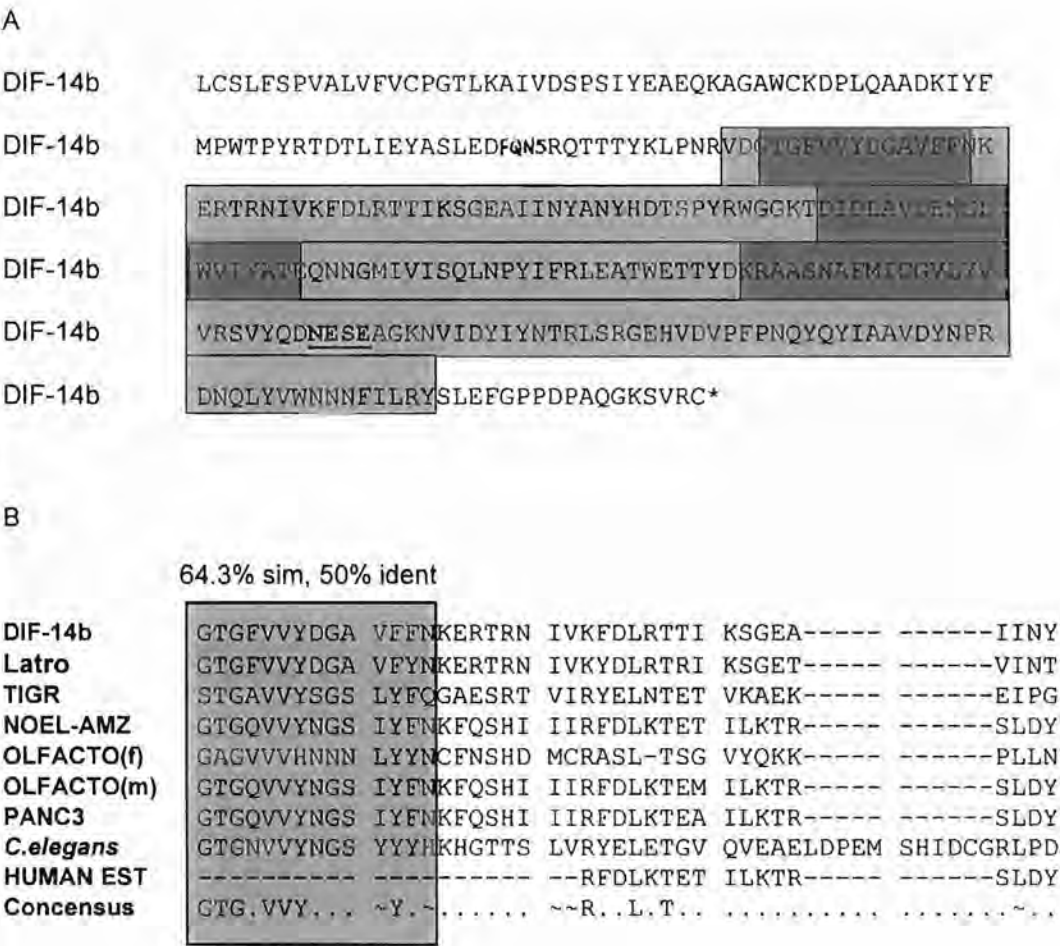 A
DIF-14b LCSLFSPVALVFVCPGTLKAIVDSPSIYEAEQKAGAWCKDPLQAADKIYF
DIF-14b MPWTPYRTDTLIEYASLEDFQNSRQTTTYKLPNRVDGTGFVVYDGAVFFNK
DIF-14b ERTRNIVKFDLRTTIKSGEAIINYANYHDTSPYRWGGKTDIDLAVDENGL
DIF-14b WVIYATEQNNGMIVISQLNPYIFRLEATWETTYDKRAASNAFMICGVLYV
DIF-14b VRSVYQDNESEAGKNVIDYIYNTRLSRGEHVDVPFPNQYQYIAAVDYNPR
DIF-14b DNQLYVWNNNFILRYSLEFGPPDPAQGKSVRC*
B
64.3% sim, 50% ident
DIF-14b GTGFVVYDGA VFFNKERTRN IVKFDLRTTI KSGEA----- ------IINY
Latro GTGFVVYDGA VFYNKERTRN IVKYDLRTRI KSGET----- ------VINT
TIGR STGAVVYSGS LYFQGAESRT VIRYELNTET VKAEK----- ------EIPG
NOEL-AMZ GTGQVVYNGS IYFNKFQSHI IIRFDLKTET ILKTR----- ------SLDY
OLFACTO(f) GAGVVVHNNN LYYNCFNSHD MCRASL-TSG VYQKK----- ------PLLN
OLFACTO(m) GTGQVVYNGS IYFNKFQSHI IIRFDLKTEM ILKTR----- ------SLDY
PANC3 GTGQVVYNGS IYFNKFQSHI IIRFDLKTEA ILKTR----- ------SLDY
C.elegans GTGNVVYNGS YYYHKHGTTS LVRYELETGV QVEAELDPEM SHIDCGRLPD
HUMAN EST ---------- ---------- --RFDLKTET ILKTR----- ------SLDY
Concensus GTG.VVY... ~Y.~...... ~~R..L.T.. .......... .......~..